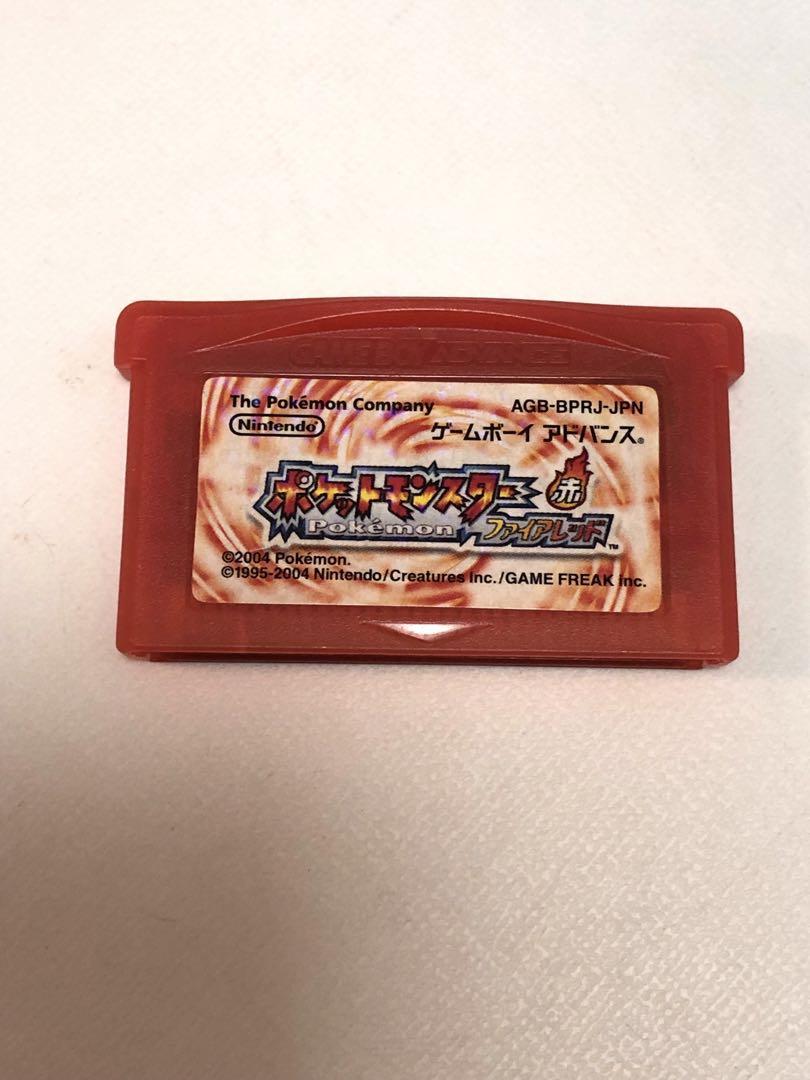 GAME BOY ADVANCE
The Pokémon Company AGB-BPRJ-JPN
Nintendo ゲームボーイ アドバンス®
ポケットモンスター 赤
Pokémon ファイアレッド™
©2004 Pokémon.
©1995-2004 Nintendo/Creatures Inc./GAME FREAK inc.